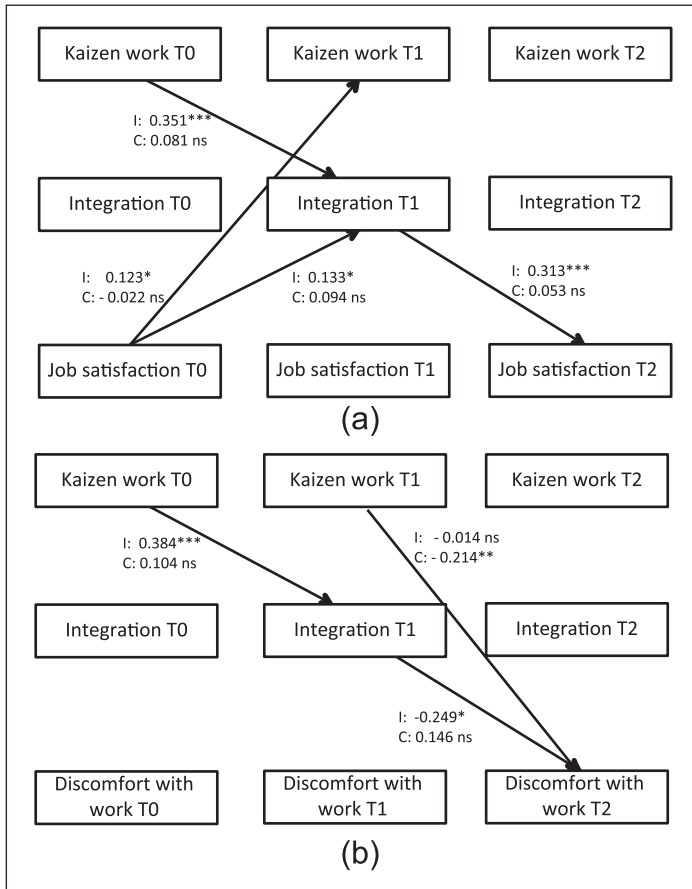 Kaizen work T0
Kaizen work T1
Kaizen work T2
I: 0.351***
C: 0.081 ns
Integration T0
Integration T1
Integration T2
I: 0.123*
C: - 0.022 ns
I: 0.133*
C: 0.094 ns
I: 0.313***
C: 0.053 ns
Job satisfaction T0
Job satisfaction T1
Job satisfaction T2
(a)
Kaizen work T0
Kaizen work T1
Kaizen work T2
I: 0.384***
C: 0.104 ns
I: - 0.014 ns
C: - 0.214**
Integration T0
Integration T1
Integration T2
I: -0.249*
C: 0.146 ns
Discomfort with
work T0
Discomfort with
work T1
Discomfort with
work T2
(b)